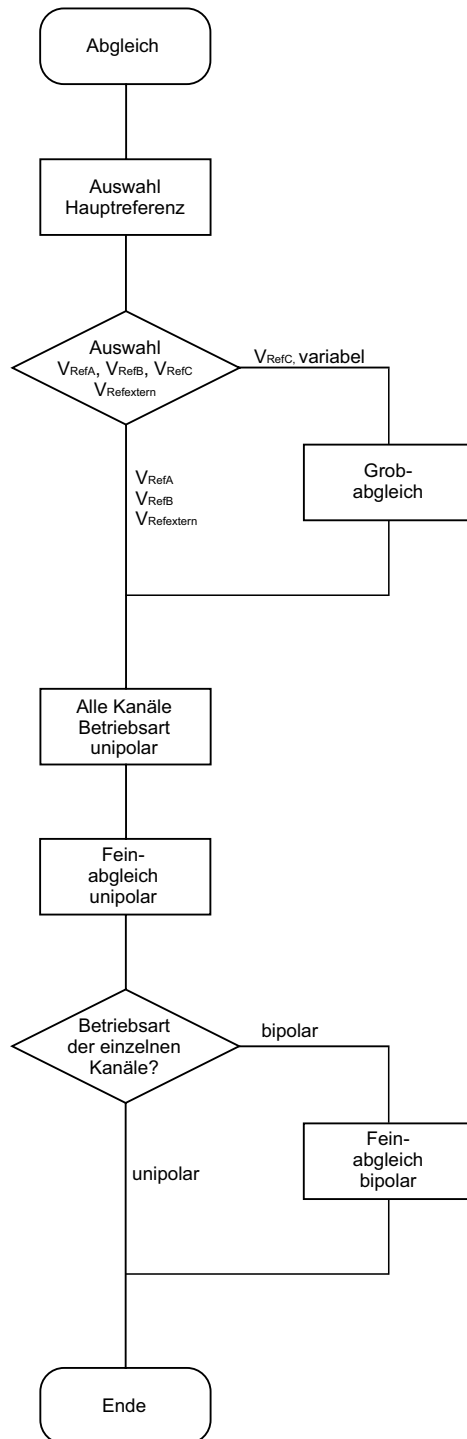 Abgleich
Auswahl
Hauptreferenz
Auswahl
VRefA, VRefB, VRefC
VRefextern
VRefC, variabel
Grob-
abgleich
VRefA
VRefB
VRefextern
Alle Kanäle
Betriebsart
unipolar
Fein-
abgleich
unipolar
Betriebsart
der einzelnen
Kanäle?
bipolar
Fein-
abgleich
bipolar
unipolar
Ende